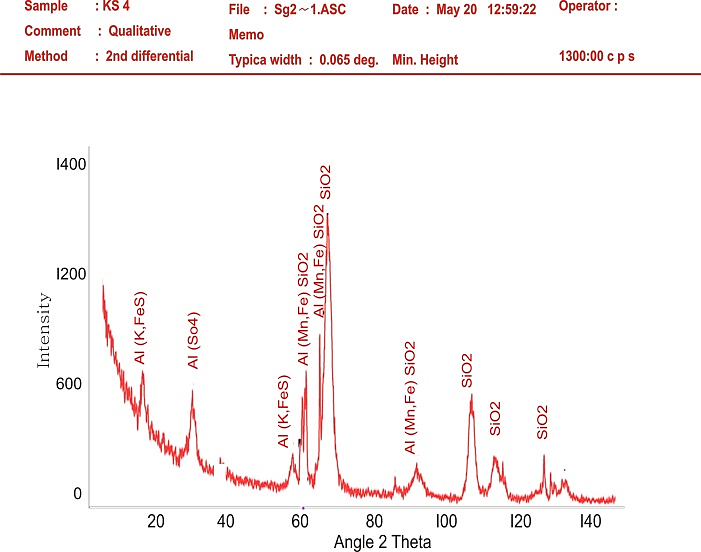 Sample : KS 4 File : Sg2~1.ASC Date : May 20 12:59:22 Operator :
Comment : Qualitative Memo
Method : 2nd differential Typica width : 0.065 deg. Min. Height 1300:00 c p s
I400
I200
600
0
Intensity
Al (K,FeS)
Al (So4)
Al (K,FeS)
Al (Mn,Fe) SiO2
Al (Mn,Fe) SiO2
SiO2
Al (Mn,Fe) SiO2
SiO2
SiO2
SiO2
20 40 60 80 I00 I20 I40
Angle 2 Theta